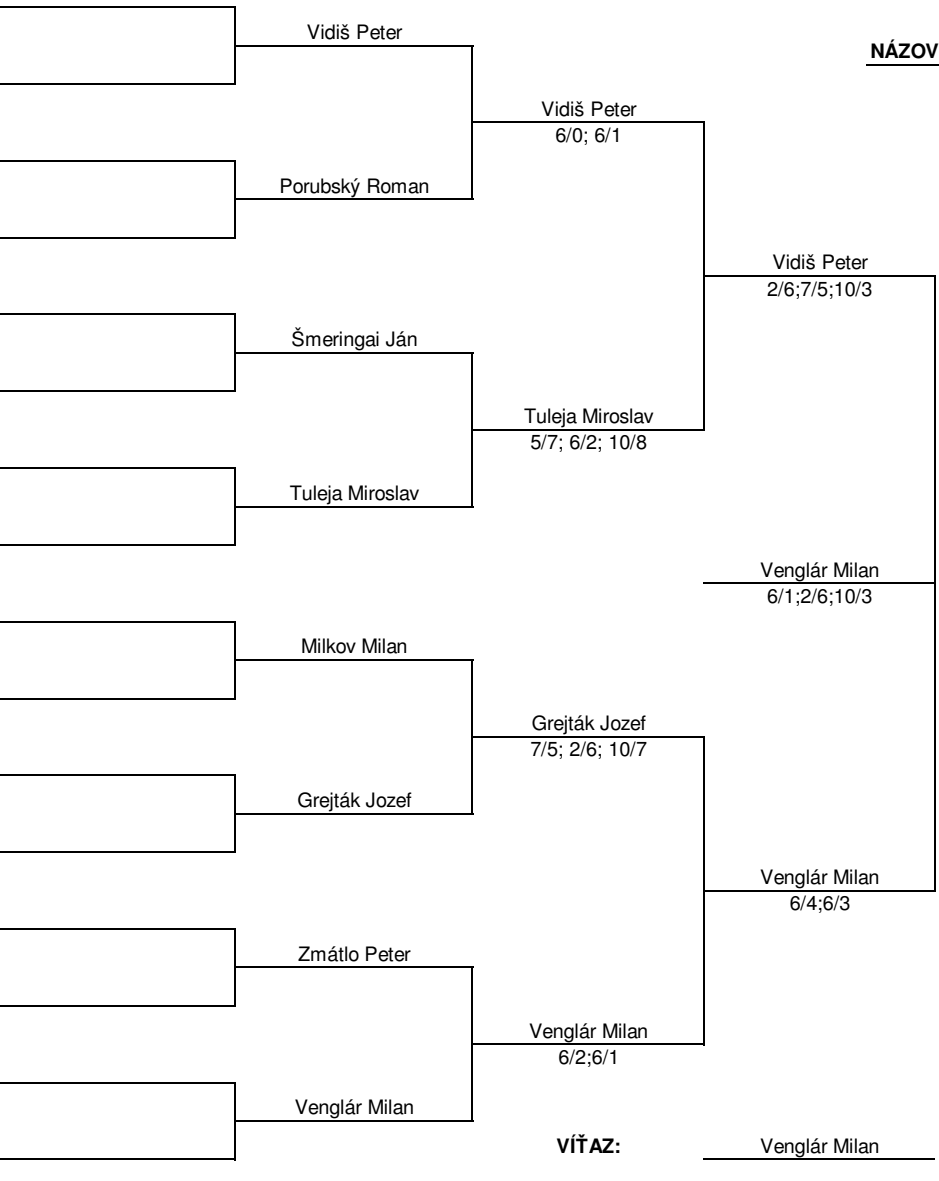 Vidiš Peter
NÁZOV
Vidiš Peter
6/0; 6/1
Porubský Roman
Vidiš Peter
2/6;7/5;10/3
Šmeringai Ján
Tuleja Miroslav
5/7; 6/2; 10/8
Tuleja Miroslav
Venglár Milan
6/1;2/6;10/3
Milkov Milan
Grejták Jozef
7/5; 2/6; 10/7
Grejták Jozef
Venglár Milan
6/4;6/3
Zmátlo Peter
Venglár Milan
6/2;6/1
Venglár Milan
VÍŤAZ:
Venglár Milan